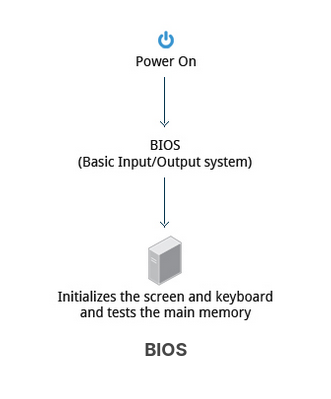 Power On
BIOS
(Basic Input/Output system)
Initializes the screen and keyboard
and tests the main memory
BIOS